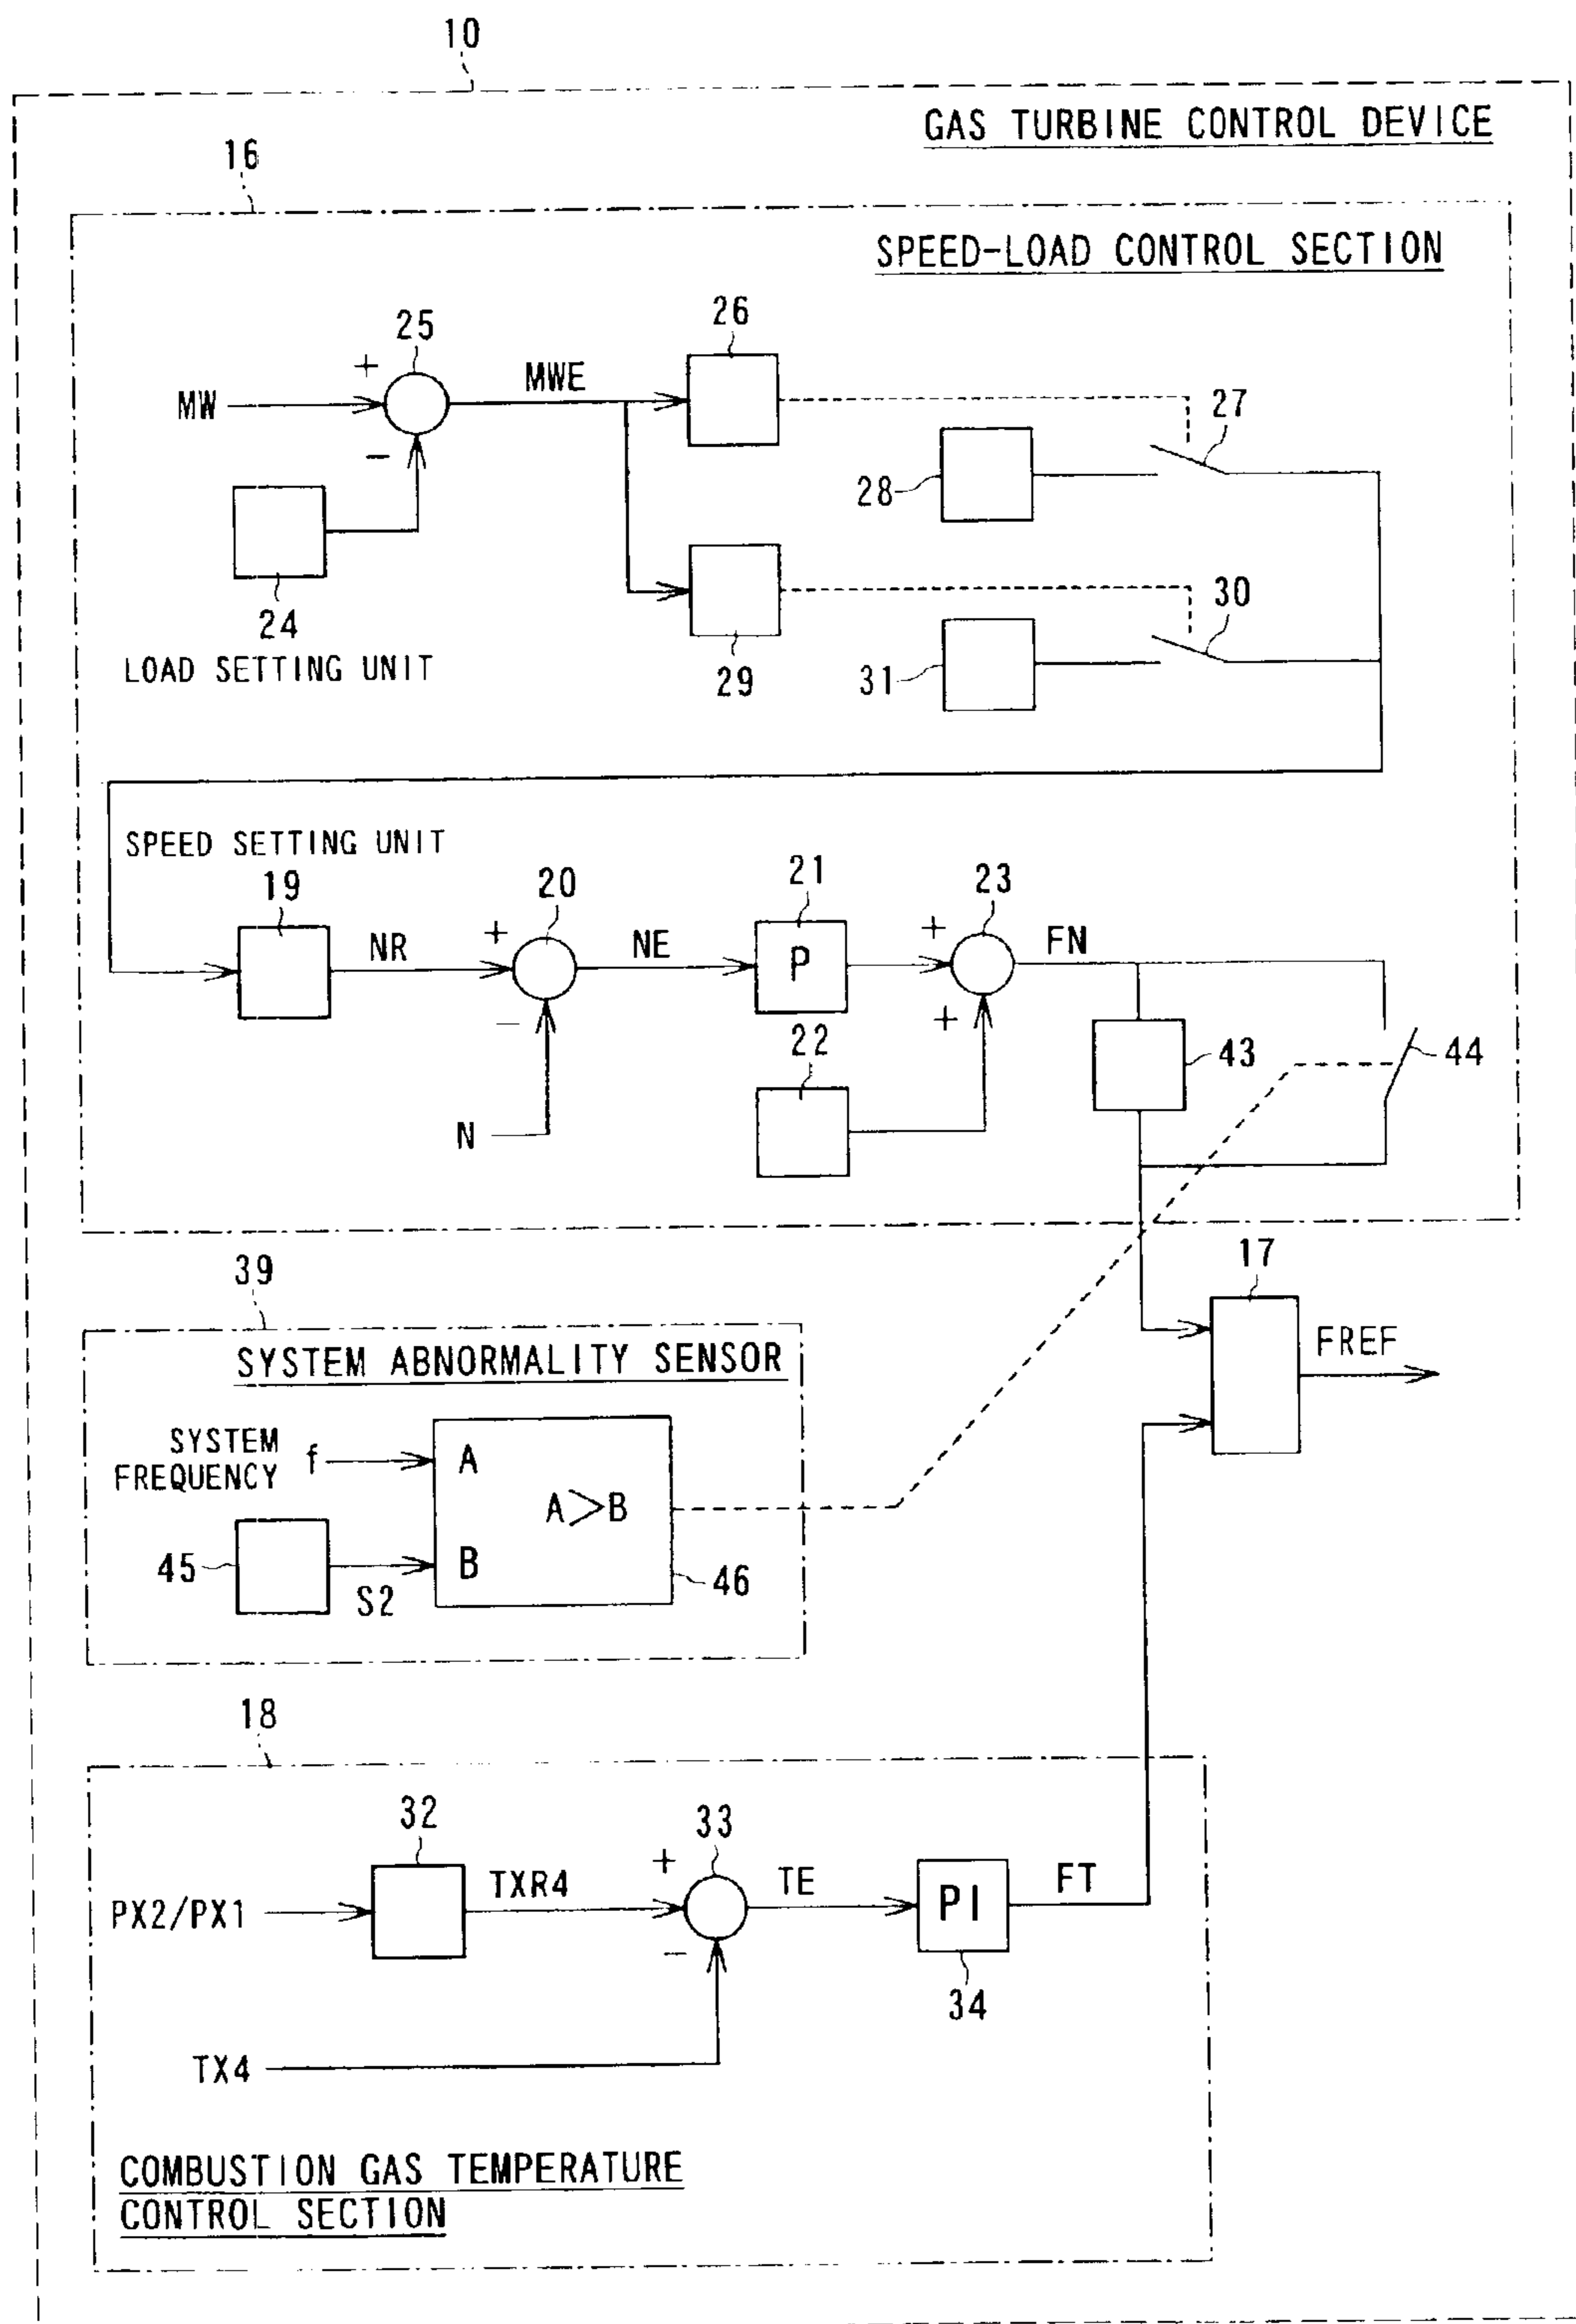 10
GAS TURBINE CONTROL DEVICE
16
SPEED-LOAD CONTROL SECTION
25
26
+
MWE
MW
27
−
28
24
30
LOAD SETTING UNIT
29
31
SPEED SETTING UNIT
19
20
21
23
NR
+
NE
P
+
FN
−
22
+
43
44
N
39
17
SYSTEM ABNORMALITY SENSOR
FREF
SYSTEM
FREQUENCY
f
A
A>B
45
B
S2
46
18
32
33
+
TXR4
TE
FT
PX2/PX1
PI
−
34
TX4
COMBUSTION GAS TEMPERATURE
CONTROL SECTION